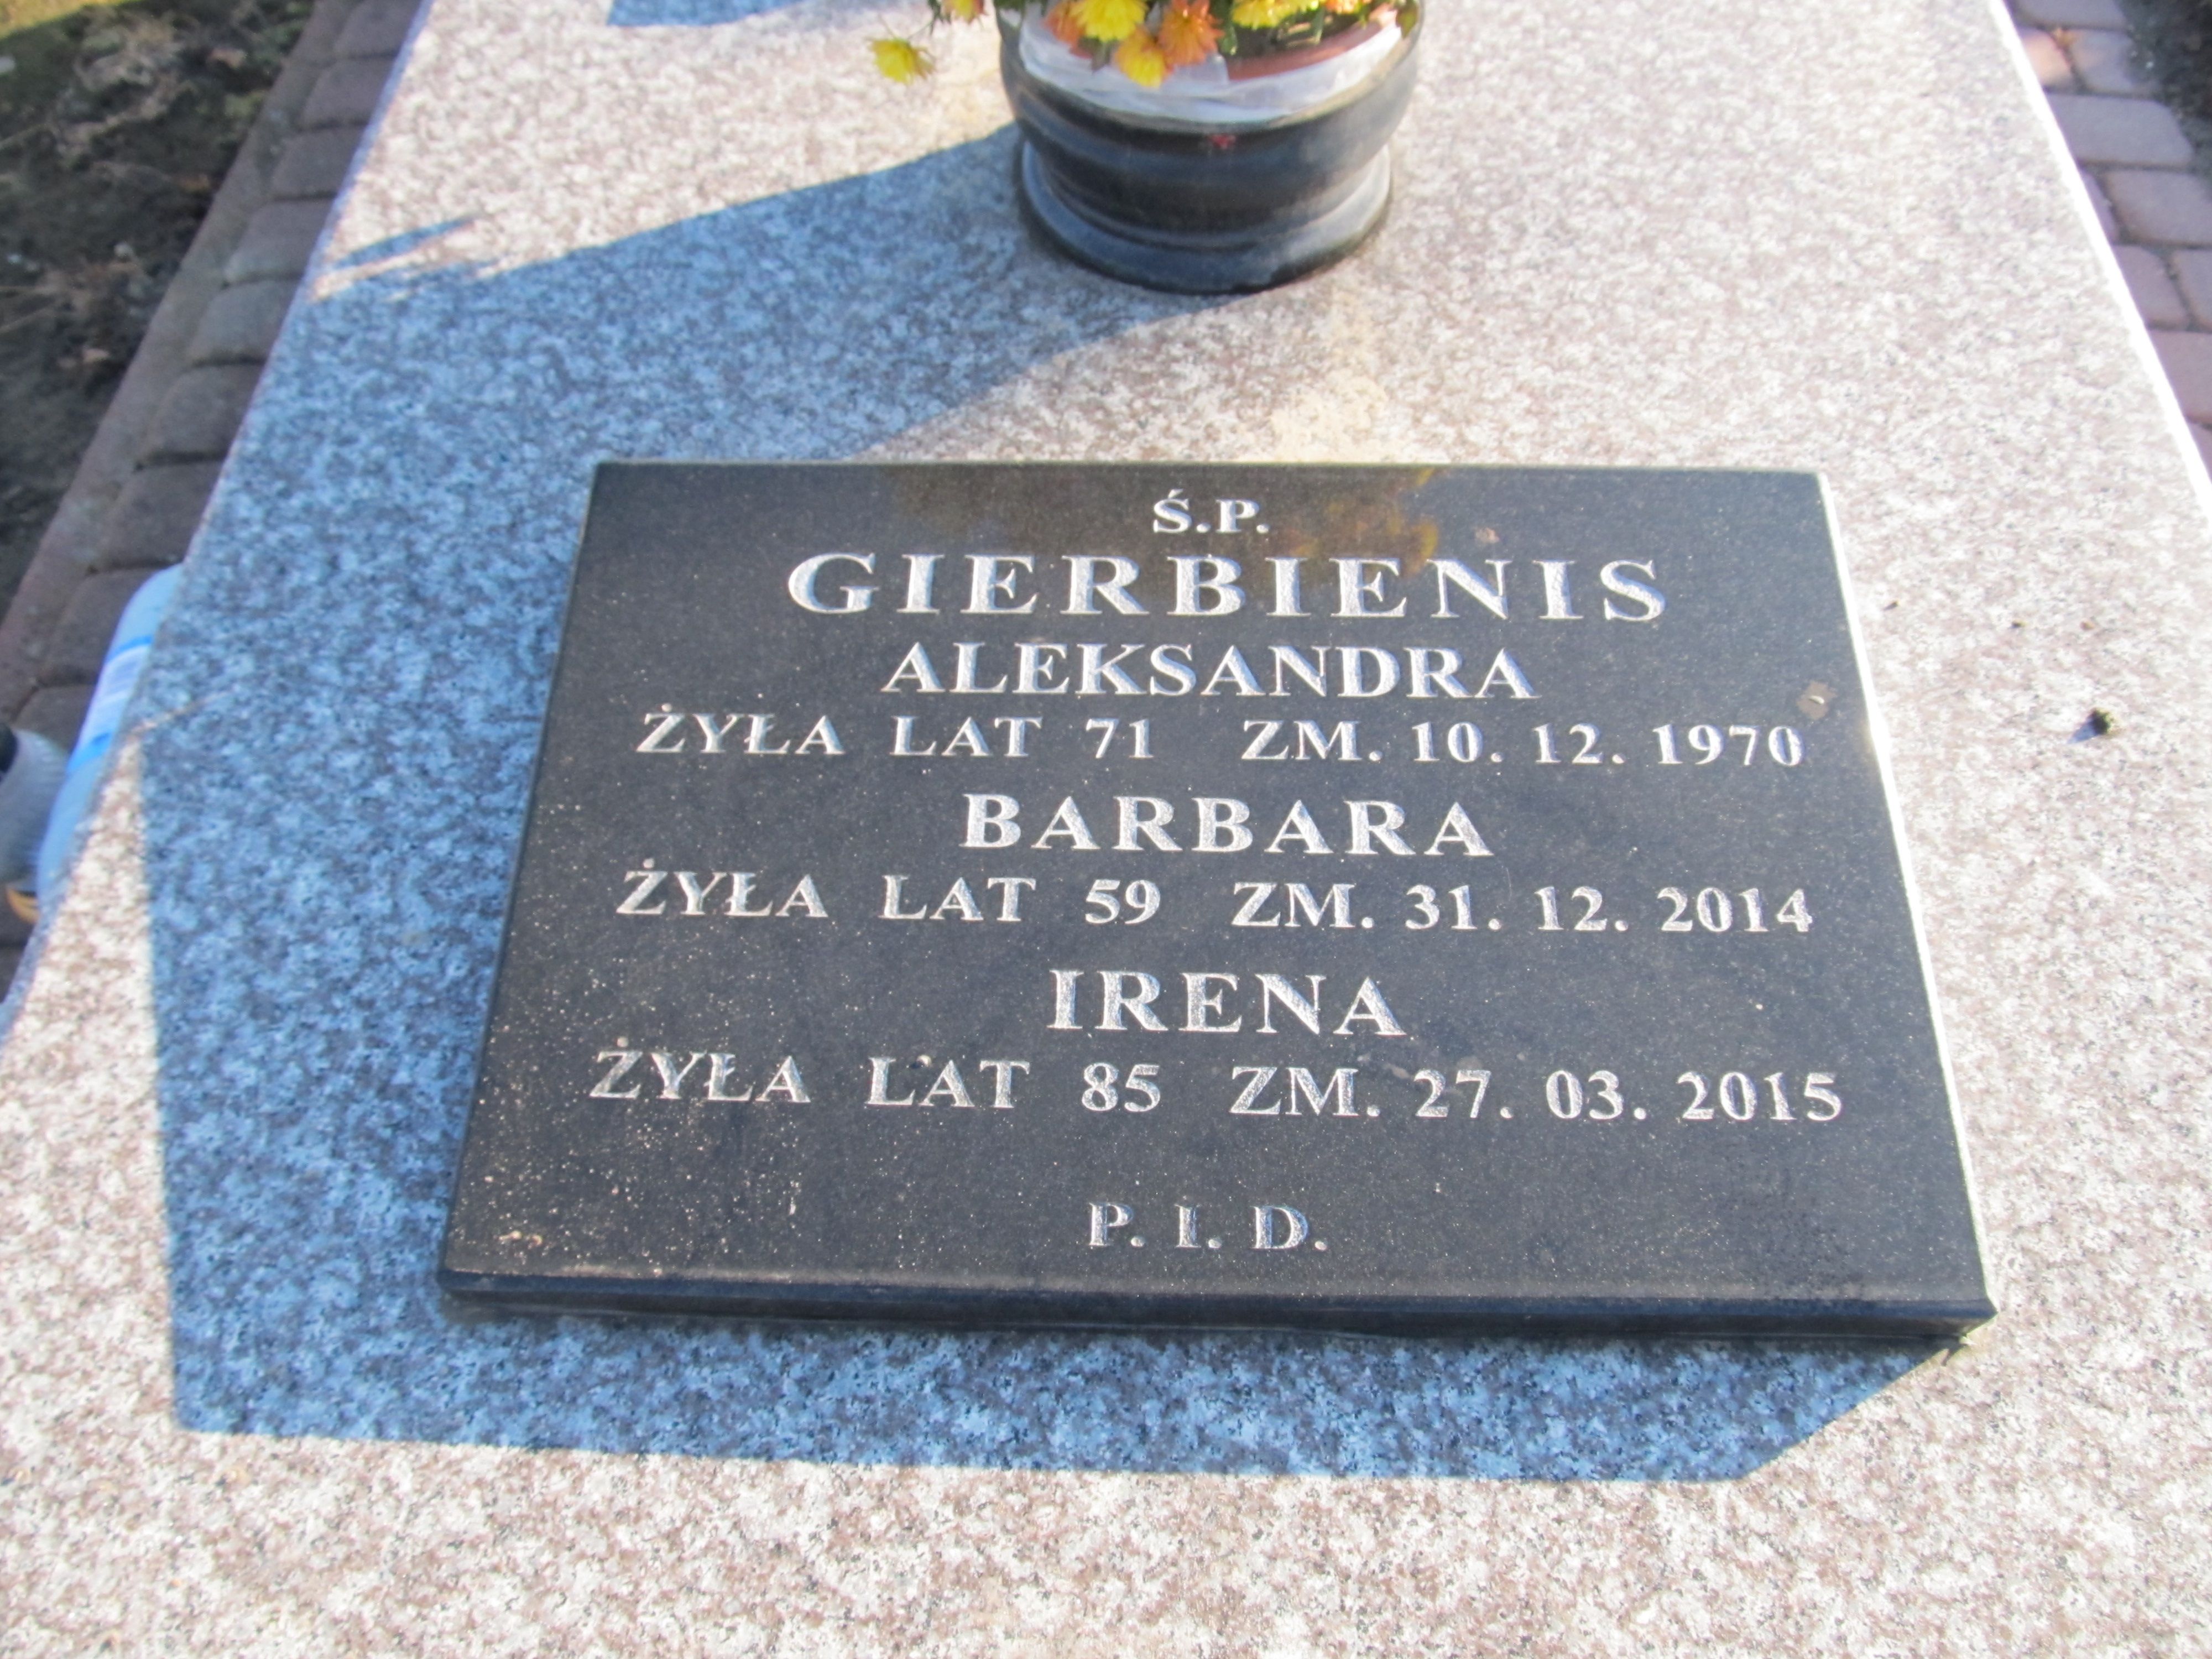 Ś.P.
GIERBIENIS
ALEKSANDRA
ŻYŁA LAT 71 ZM. 10. 12. 1970
BARBARA
ŻYŁA LAT 59 ZM. 31. 12. 2014
IRENA
ŻYŁA LAT 85 ZM. 27. 03. 2015
P. I. D.